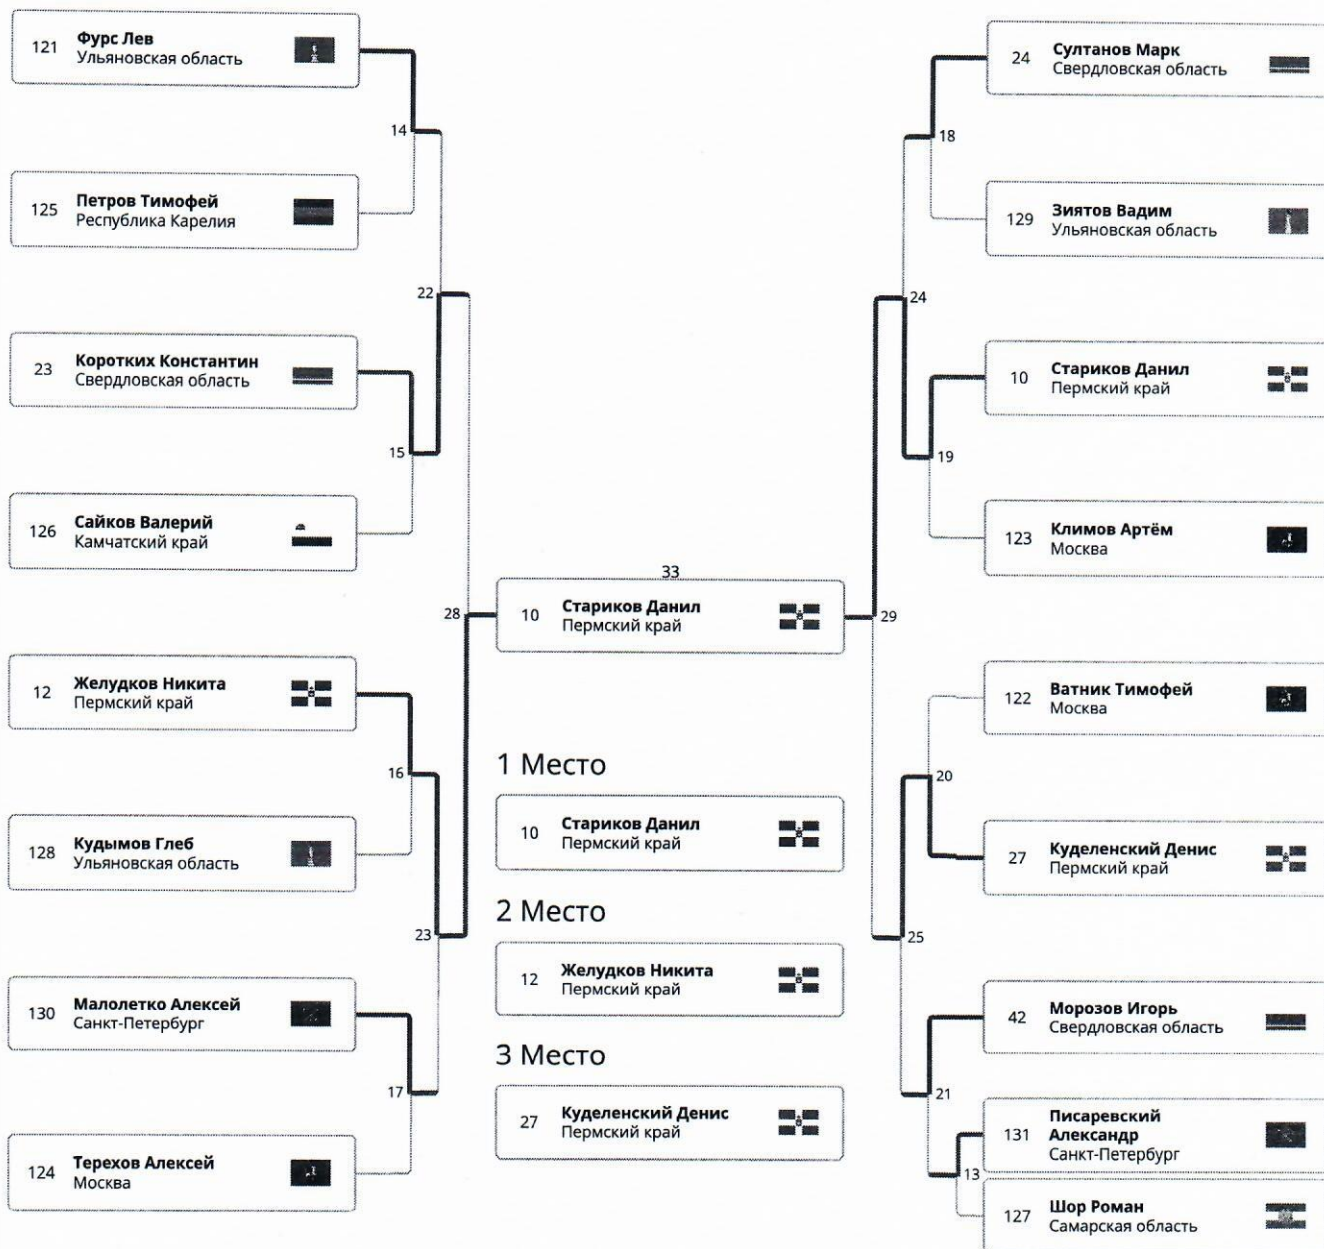 121
Фурс Лев
Ульяновская область
14
125
Петров Тимофей
Республика Карелия
22
23
Коротких Константин
Свердловская область
15
126
Сайков Валерий
Камчатский край
28
12
Желудков Никита
Пермский край
16
128
Кудымов Глеб
Ульяновская область
23
130
Малолетко Алексей
Санкт-Петербург
17
124
Терехов Алексей
Москва
33
10
Стариков Данил
Пермский край
1 Место
10
Стариков Данил
Пермский край
2 Место
12
Желудков Никита
Пермский край
3 Место
27
Куделенский Денис
Пермский край
24
Султанов Марк
Свердловская область
18
129
Зиятов Вадим
Ульяновская область
24
10
Стариков Данил
Пермский край
19
123
Климов Артём
Москва
29
122
Ватник Тимофей
Москва
20
27
Куделенский Денис
Пермский край
25
42
Морозов Игорь
Свердловская область
21
131
Писаревский
Александр
Санкт-Петербург
13
127
Шор Роман
Самарская область